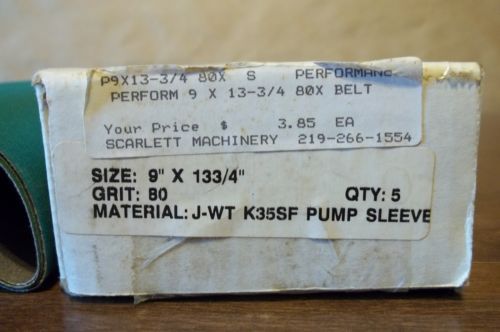 P9X13-3/4 80X S PERFORMANC
PERFORM 9 X 13-3/4 80X BELT
Your Price $ 3.85 EA
SCARLETT MACHINERY 219-266-1554
SIZE: 9" X 133/4"
GRIT: 80 QTY: 5
MATERIAL: J-WT K35SF PUMP SLEEVE